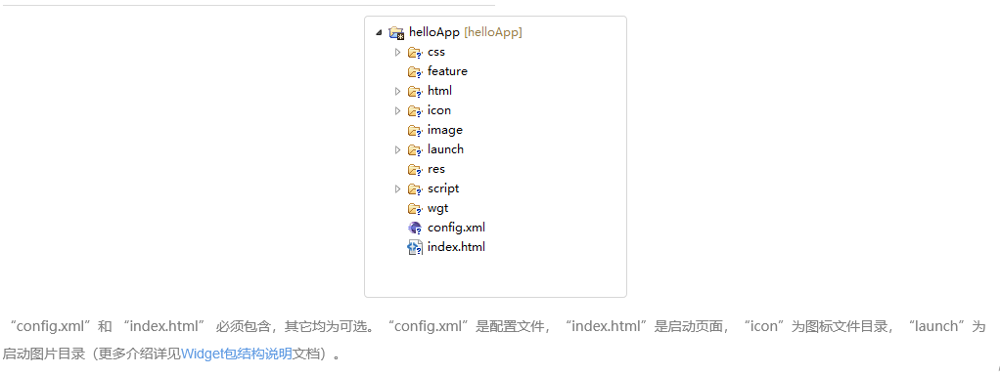 helloApp [helloApp]
css
feature
html
icon
image
launch
res
script
wgt
config.xml
index.html
“config.xml”和 “index.html” 必须包含，其它均为可选。 “config.xml”是配置文件， “index.html”是启动页面， “icon”为图标文件目录， “launch”为
启动图片目录（更多介绍详见Widget包结构说明文档）。